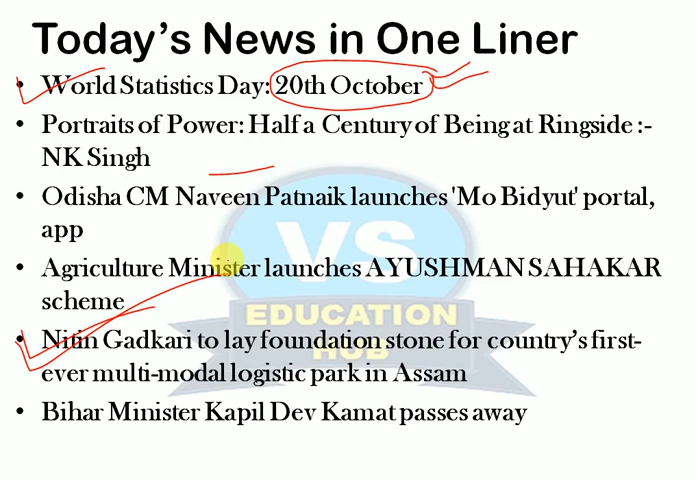 Today's News in One Liner
• World Statistics Day: 20th October
• Portraits of Power: Half a Century of Being at Ringside :-
NK Singh
• Odisha CM Naveen Patnaik launches 'Mo Bidyut' portal,
app
• Agriculture Minister launches AYUSHMAN SAHAKAR
scheme
• Nitin Gadkari to lay foundation stone for country's first-
ever multi-modal logistic park in Assam
• Bihar Minister Kapil Dev Kamat passes away
VS
EDUCATION
HUB